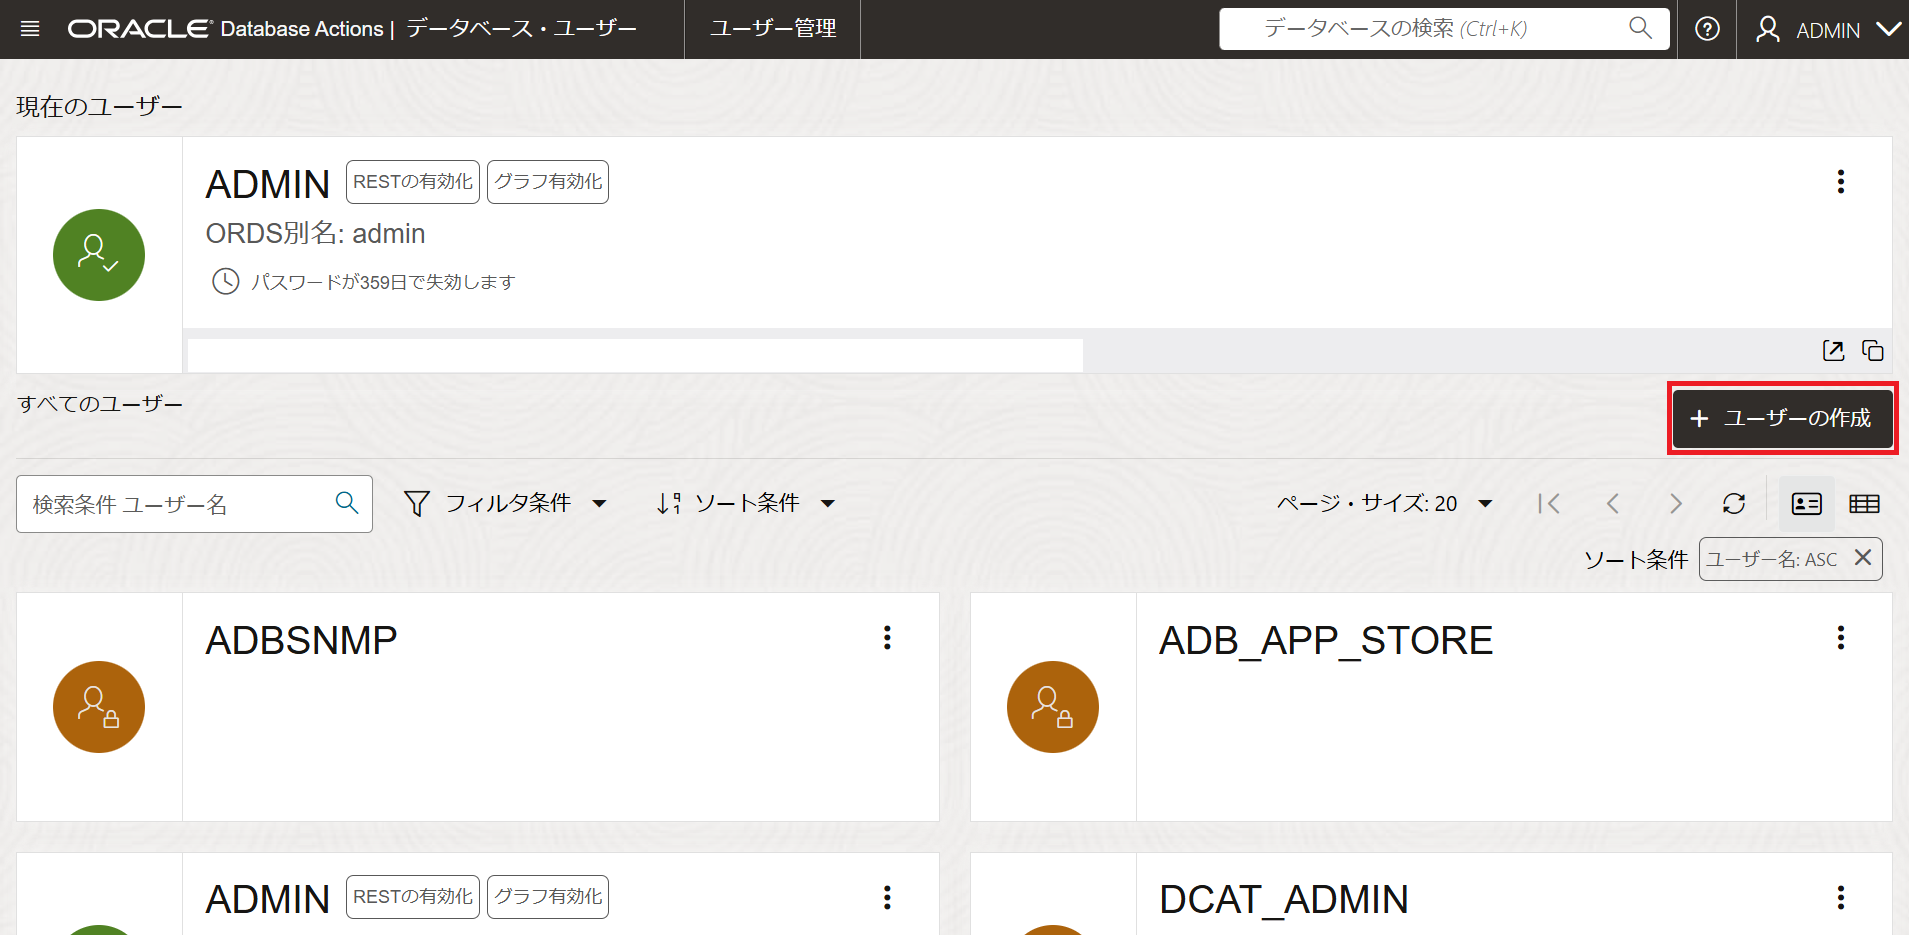 ORACLE Database Actions | データベース・ユーザー ユーザー管理 データベースの検索 (Ctrl+K) ADMIN
現在のユーザー
ADMIN RESTの有効化 グラフ有効化
ORDS別名: admin
パスワードが359日で失効します
すべてのユーザー
+ ユーザーの作成
検索条件 ユーザー名 フィルタ条件 ソート条件 ページ・サイズ: 20
ソート条件 ユーザー名: ASC
ADBSNMP
ADB_APP_STORE
ADMIN RESTの有効化 グラフ有効化
DCAT_ADMIN